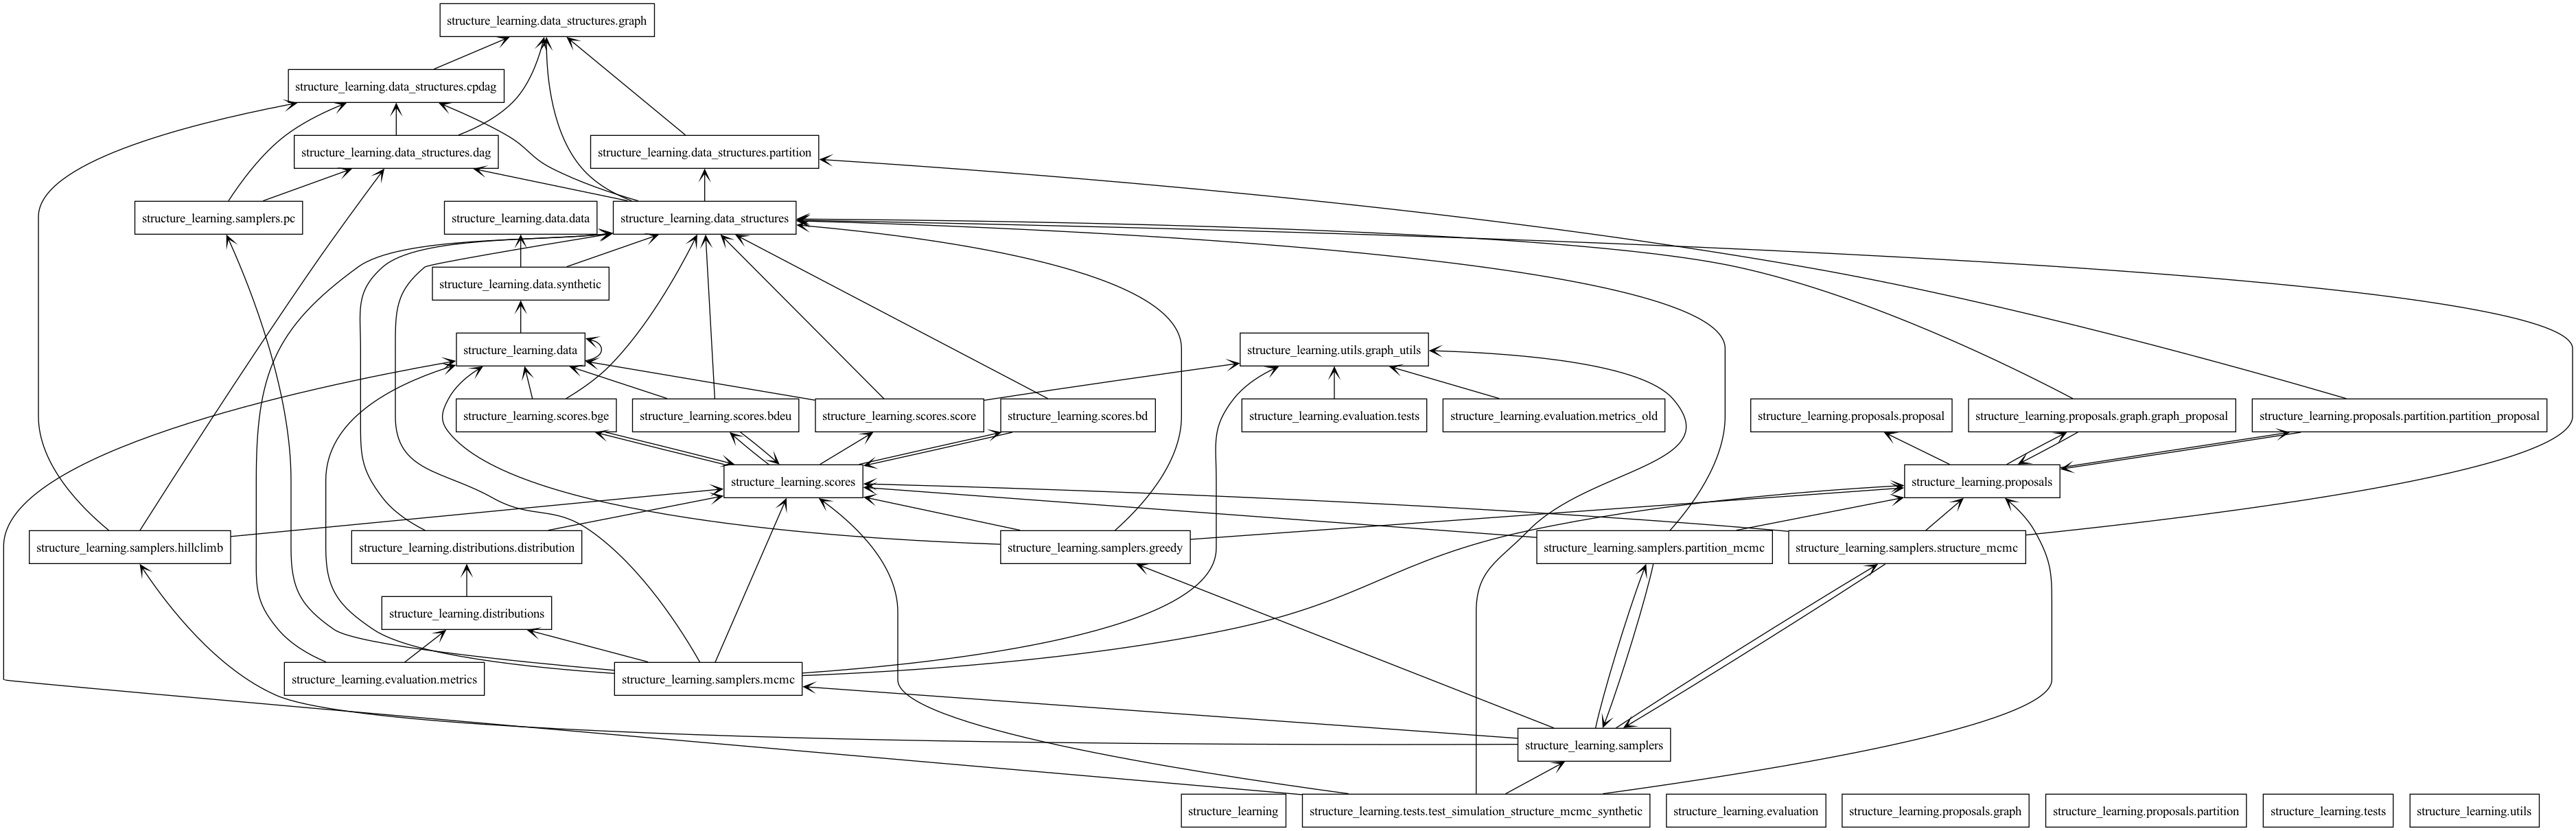 structure_learning.data_structures.graph
structure_learning.data_structures.cpdag
structure_learning.data_structures.dag
structure_learning.data_structures.partition
structure_learning.samplers.pc
structure_learning.data.data
structure_learning.data_structures
structure_learning.data.synthetic
structure_learning.data
structure_learning.utils.graph_utils
structure_learning.scores.bge
structure_learning.scores.bdeu
structure_learning.scores.score
structure_learning.scores.bd
structure_learning.evaluation.tests
structure_learning.evaluation.metrics_old
structure_learning.proposals.proposal
structure_learning.proposals.graph.graph_proposal
structure_learning.proposals.partition.partition_proposal
structure_learning.scores
structure_learning.proposals
structure_learning.samplers.hillclimb
structure_learning.distributions.distribution
structure_learning.samplers.greedy
structure_learning.samplers.partition_mcmc
structure_learning.samplers.structure_mcmc
structure_learning.distributions
structure_learning.evaluation.metrics
structure_learning.samplers.mcmc
structure_learning.samplers
structure_learning
structure_learning.tests.test_simulation_structure_mcmc_synthetic
structure_learning.evaluation
structure_learning.proposals.graph
structure_learning.proposals.partition
structure_learning.tests
structure_learning.utils